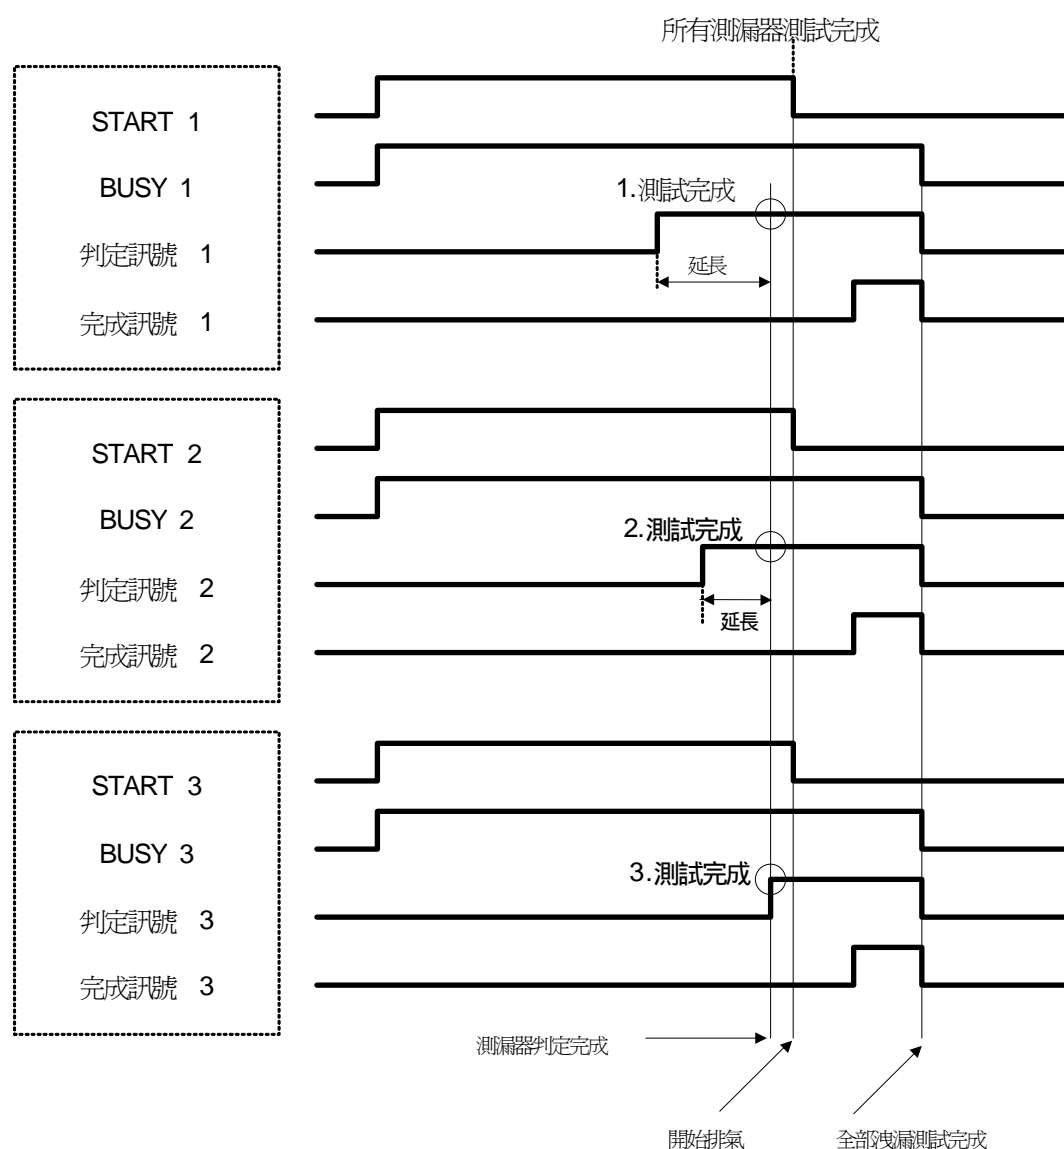 所有測漏器測試完成
START 1
BUSY 1
1.測試完成
判定訊號 1
延長
完成訊號 1
START 2
BUSY 2
2.測試完成
判定訊號 2
延長
完成訊號 2
START 3
BUSY 3
3.測試完成
判定訊號 3
完成訊號 3
測漏器判定完成
開始排氣
全部洩漏測試完成